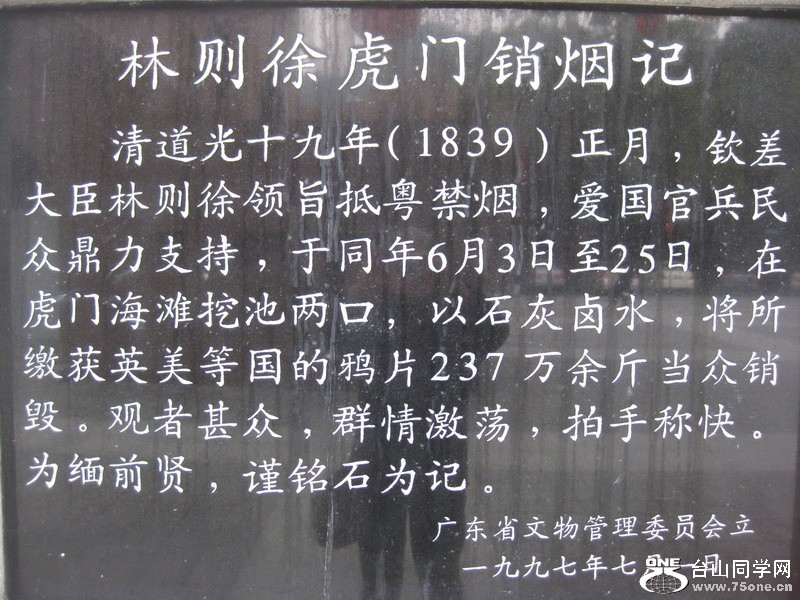 林则徐虎门销烟记
清道光十九年(1839)正月，钦差
大臣林则徐领旨抵粤禁烟，爱国官兵民
众鼎力支持，于同年6月3日至25日，在
虎门海滩挖池两口，以石灰卤水，将所
缴获英美等国的鸦片237万余斤当众销
毁。观者甚众，群情激荡，拍手称快。
为缅前贤，谨铭石为记。
广东省文物管理委员会立
一九九七年七月一日
ONE 台山同学网
www.75one.cn